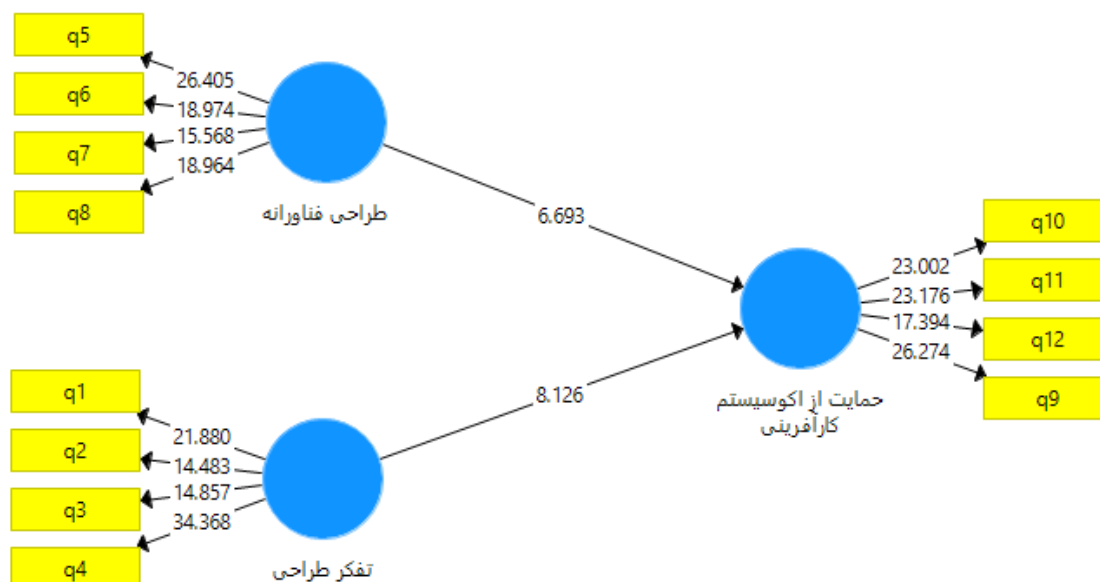 q5
q6
q7
q8
26.405
18.974
15.568
18.964
طراحی فناورانه
6.693
q10
q11
q12
q9
23.002
23.176
17.394
26.274
حمایت از اکوسیستم
کارآفرینی
8.126
q1
q2
q3
q4
21.880
14.483
14.857
34.368
تفکر طراحی